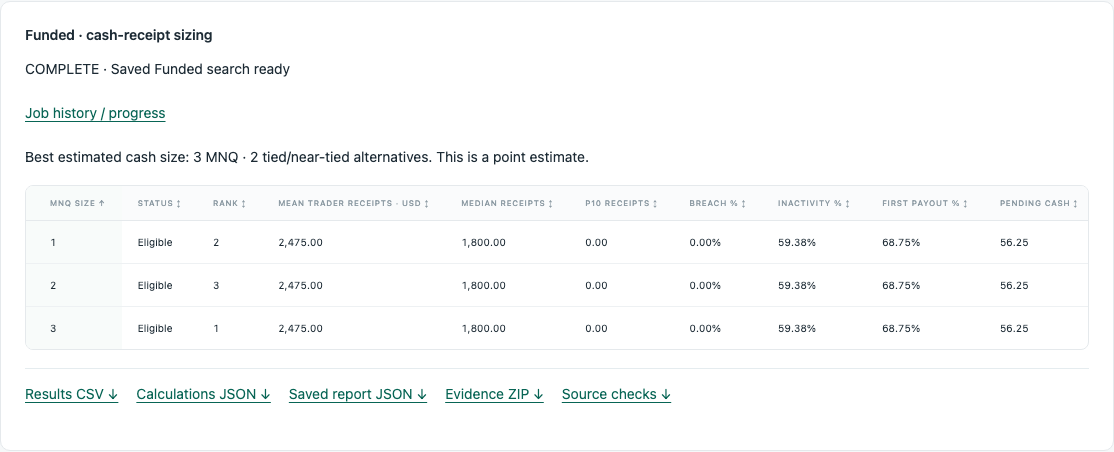 Funded · cash-receipt sizing
COMPLETE · Saved Funded search ready
Job history / progress
Best estimated cash size: 3 MNQ · 2 tied/near-tied alternatives. This is a point estimate.
MNQ SIZE ↑ STATUS ↕ RANK ↕ MEAN TRADER RECEIPTS · USD ↕ MEDIAN RECEIPTS ↕ P10 RECEIPTS ↕ BREACH % ↕ INACTIVITY % ↕ FIRST PAYOUT % ↕ PENDING CASH ↕
1 Eligible 2 2,475.00 1,800.00 0.00 0.00% 59.38% 68.75% 56.25
2 Eligible 3 2,475.00 1,800.00 0.00 0.00% 59.38% 68.75% 56.25
3 Eligible 1 2,475.00 1,800.00 0.00 0.00% 59.38% 68.75% 56.25
Results CSV ↓ Calculations JSON ↓ Saved report JSON ↓ Evidence ZIP ↓ Source checks ↓